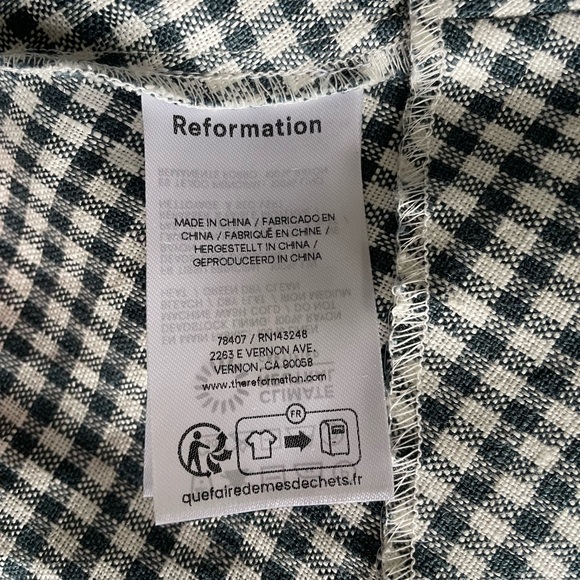 Reformation
MADE IN CHINA / FABRICADO EN
CHINA / FABRIQUÉ EN CHINE /
HERGESTELLT IN CHINA /
GEPRODUCEERD IN CHINA
78407 / RN143248
2263 E VERNON AVE.
VERNON, CA 90058
www.thereformation.com
FR
quefairedemesdechets.fr